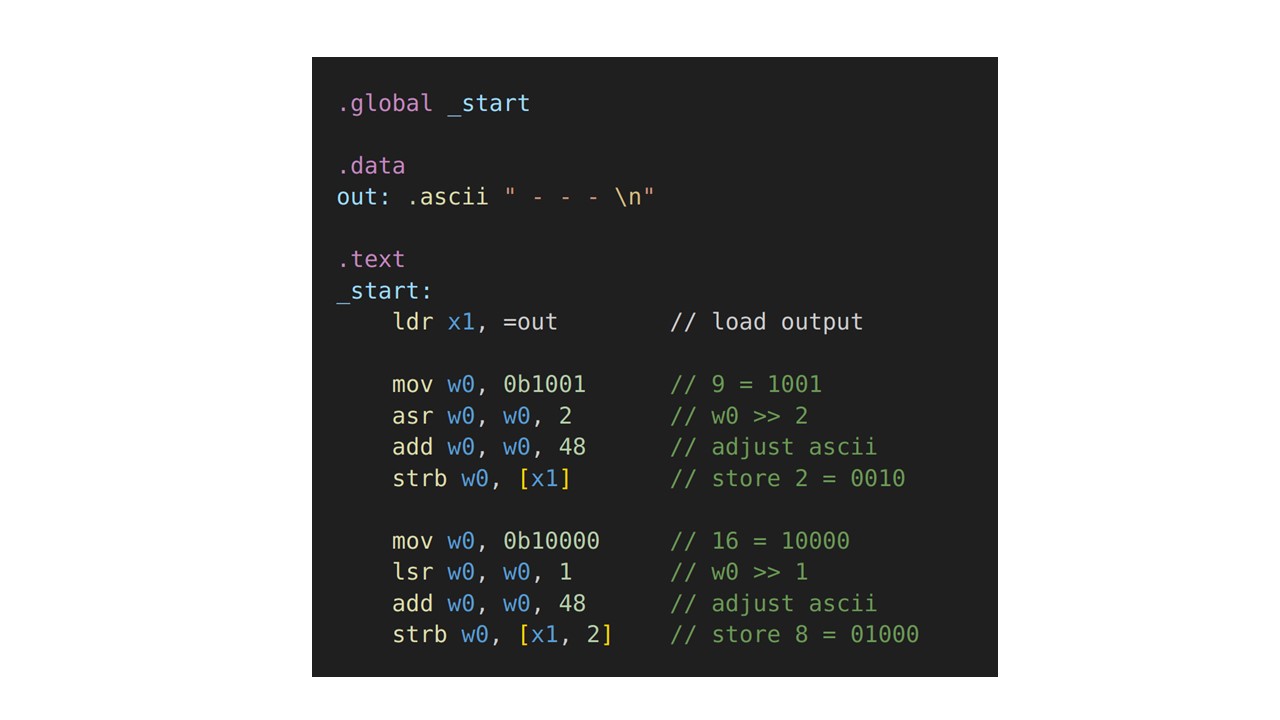 .global _start
.data
out: .ascii " - - - \n"
.text
_start:
ldr x1, =out // load output
mov w0, 0b1001 // 9 = 1001
asr w0, w0, 2 // w0 >> 2
add w0, w0, 48 // adjust ascii
strb w0, [x1] // store 2 = 0010
mov w0, 0b10000 // 16 = 10000
lsr w0, w0, 1 // w0 >> 1
add w0, w0, 48 // adjust ascii
strb w0, [x1, 2] // store 8 = 01000